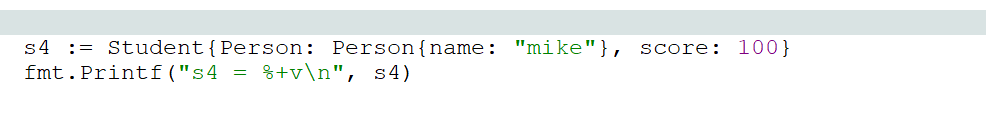 s4 := Student{Person: Person{name: "mike"}, score: 100}
fmt.Printf("s4 = %+v\n", s4)